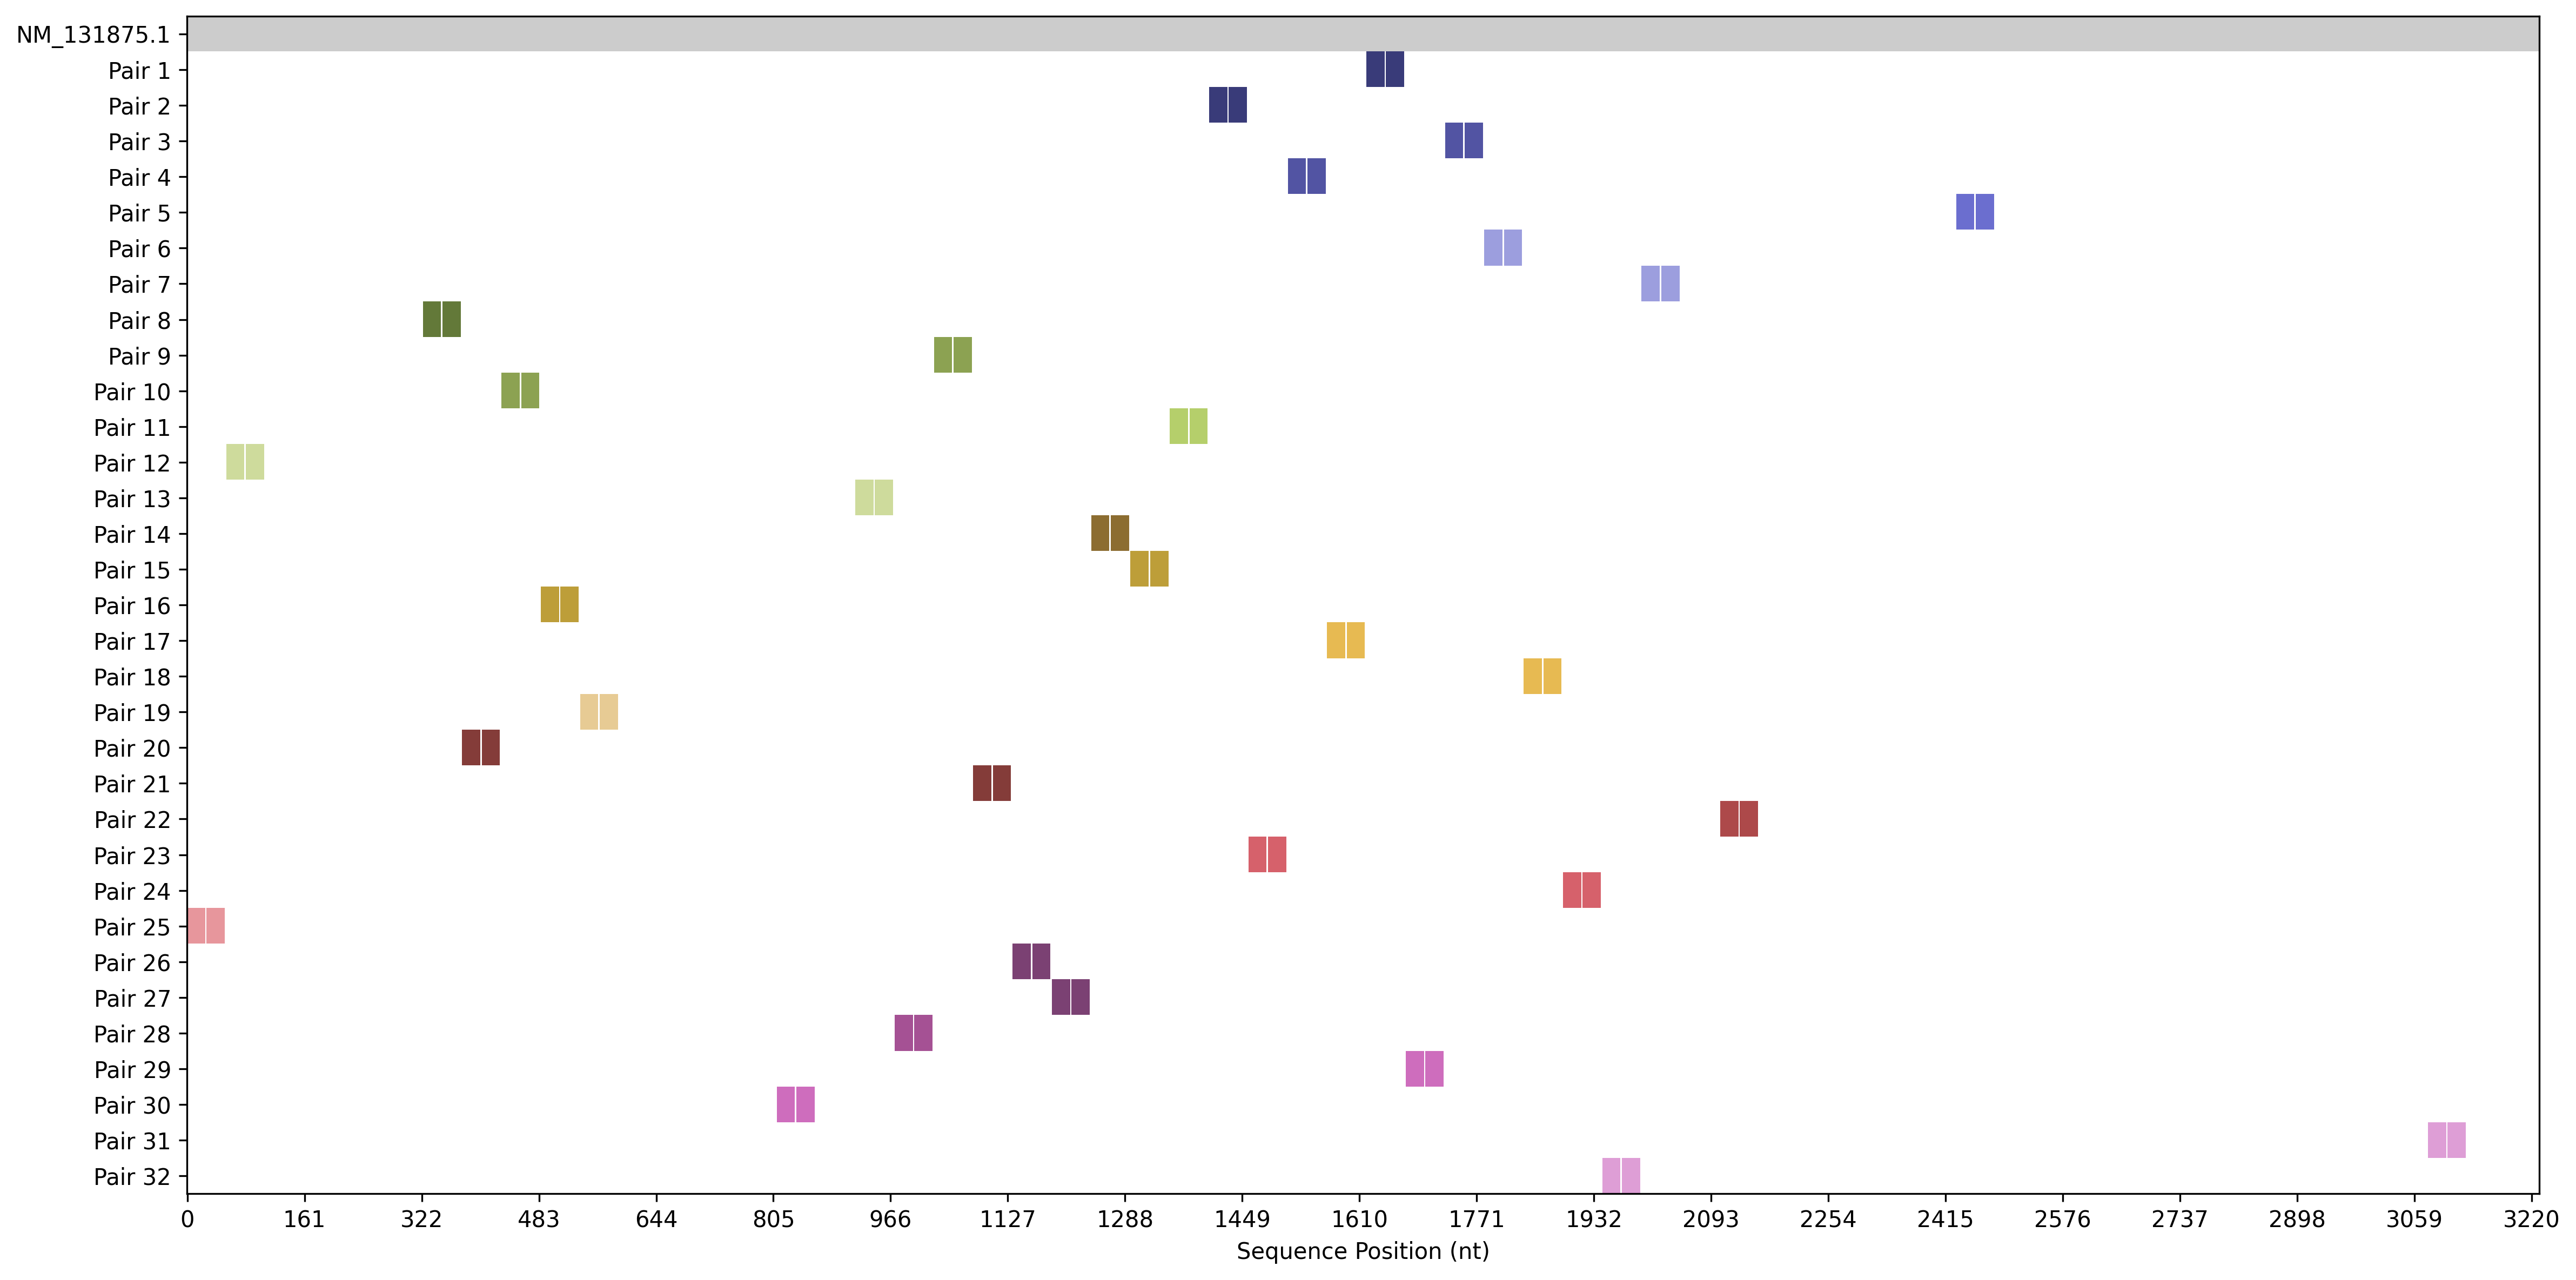 NM_131875.1
Pair 1
Pair 2
Pair 3
Pair 4
Pair 5
Pair 6
Pair 7
Pair 8
Pair 9
Pair 10
Pair 11
Pair 12
Pair 13
Pair 14
Pair 15
Pair 16
Pair 17
Pair 18
Pair 19
Pair 20
Pair 21
Pair 22
Pair 23
Pair 24
Pair 25
Pair 26
Pair 27
Pair 28
Pair 29
Pair 30
Pair 31
Pair 32
0 161 322 483 644 805 966 1127 1288 1449 1610 1771 1932 2093 2254 2415 2576 2737 2898 3059 3220
Sequence Position (nt)